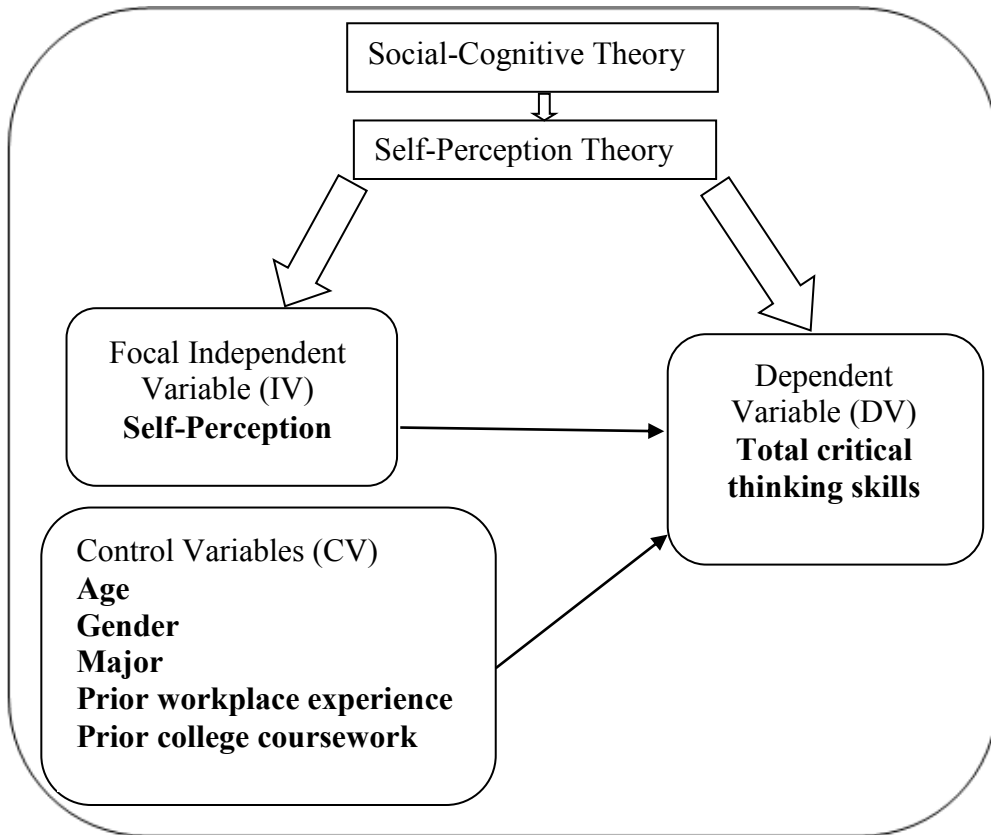 Social-Cognitive Theory
Self-Perception Theory
Focal Independent
Variable (IV)
Self-Perception
Dependent
Variable (DV)
Total critical
thinking skills
Control Variables (CV)
Age
Gender
Major
Prior workplace experience
Prior college coursework